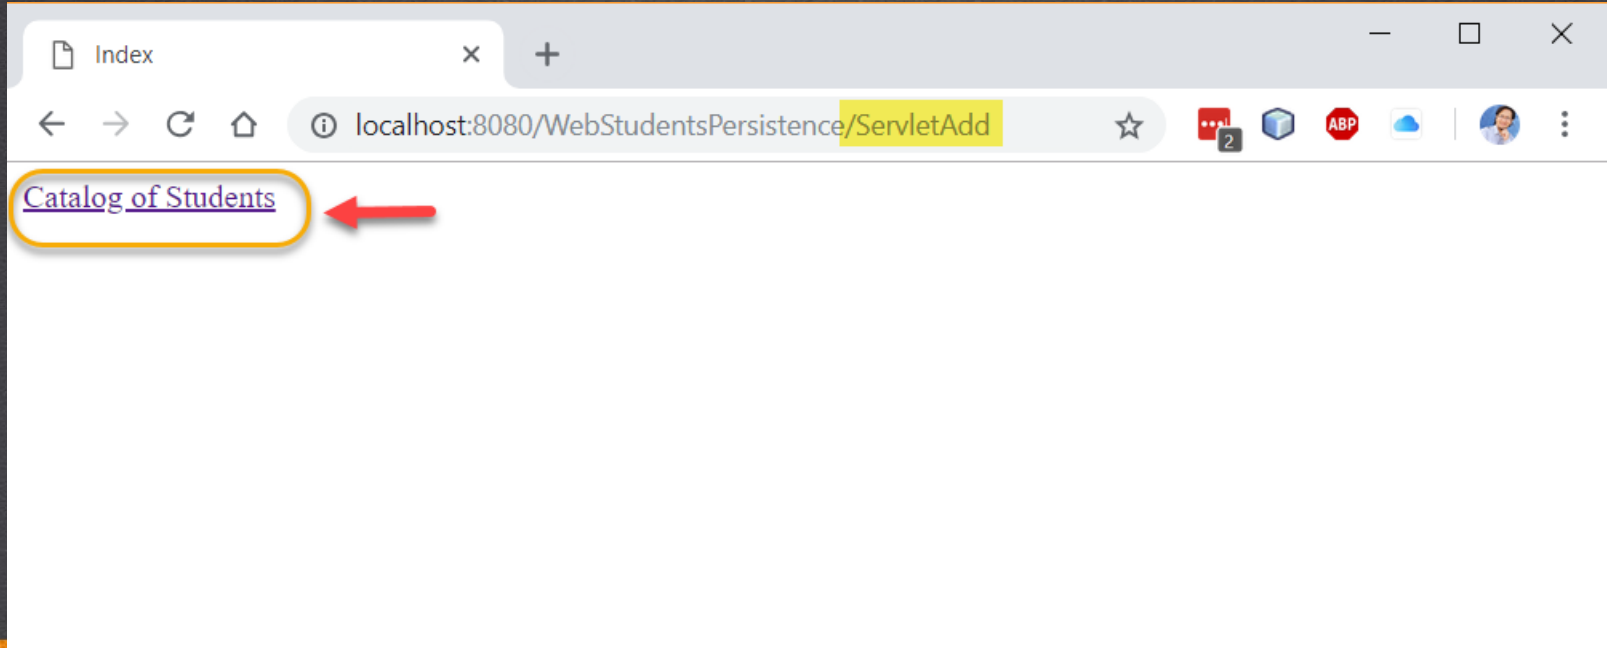 Index
localhost:8080/WebStudentsPersistence/ServletAdd
2
ABP
Catalog of Students